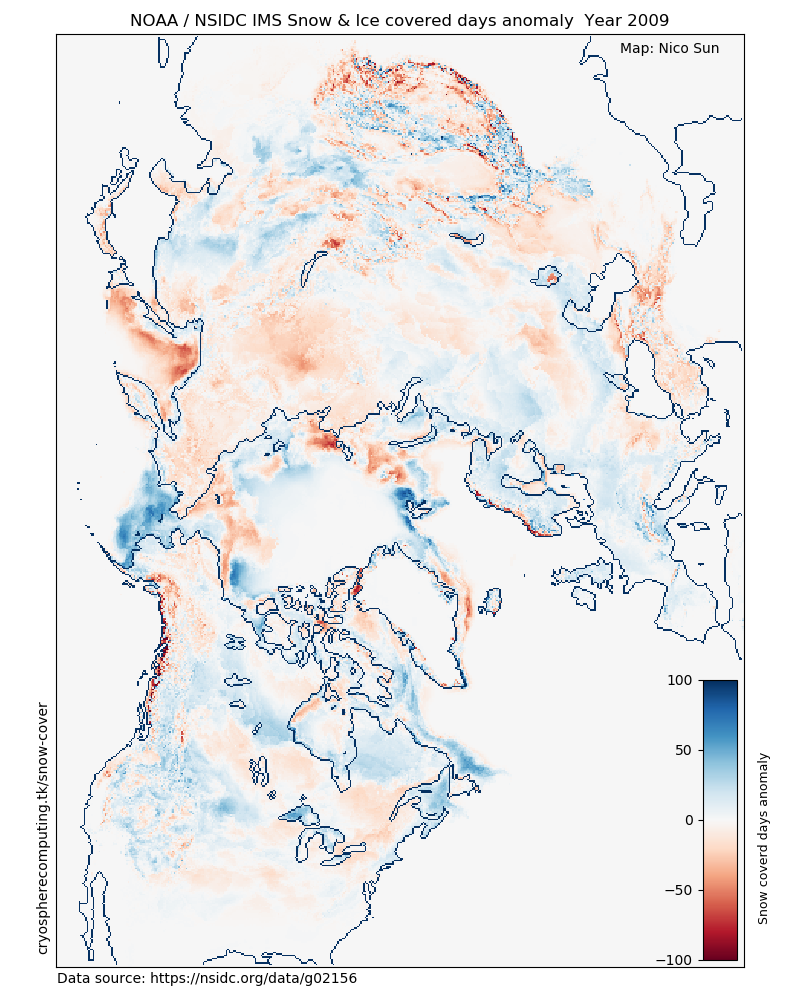 NOAA / NSIDC IMS Snow & Ice covered days anomaly  Year 2009
Map: Nico Sun
cryospherecomputing.tk/snow-cover
100
50
0
−50
−100
Snow coverd days anomaly
Data source: https://nsidc.org/data/g02156